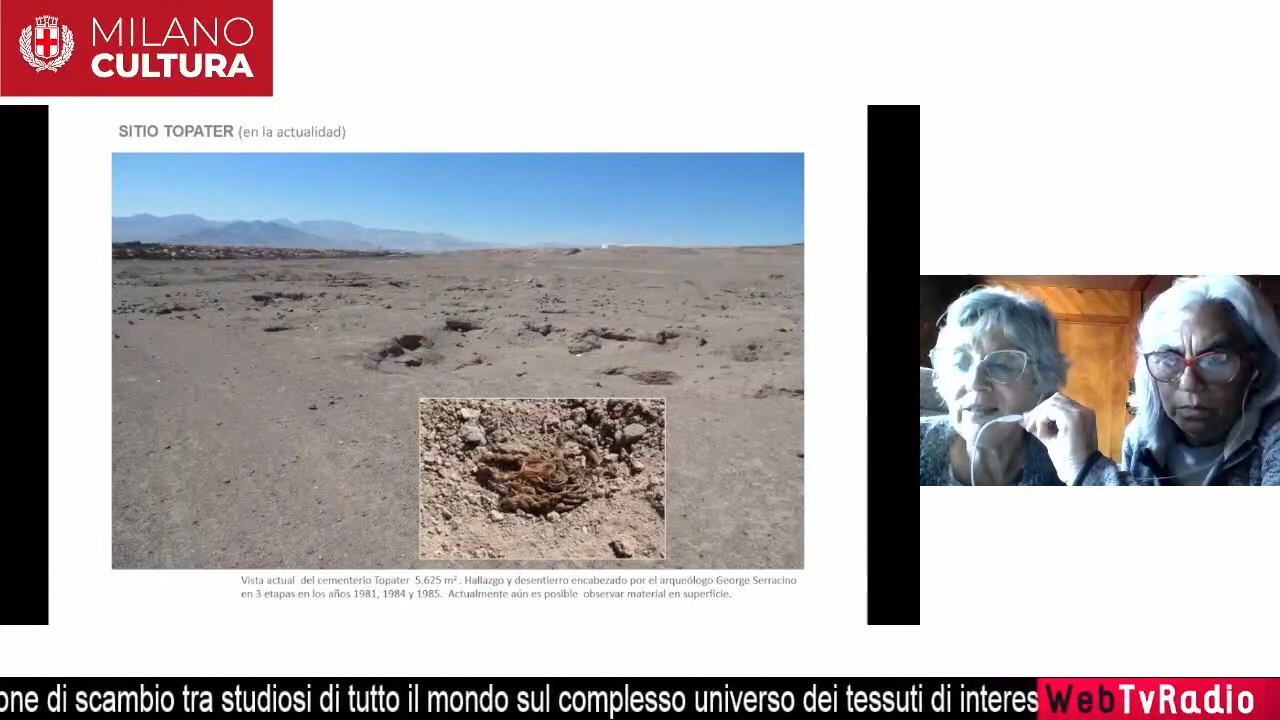 MILANO
CULTURA
SITIO TOPATER (en la actualidad)
Vista actual del cementerio Topater 5.625 m². Hallazgo y desentierro encabezado por el arqueólogo George Serracino
en 3 etapas en los años 1981, 1984 y 1985. Actualmente aún es posible observar material en superficie.
one di scambio tra studiosi di tutto il mondo sul complesso universo dei tessuti di interes
WebTvRadio